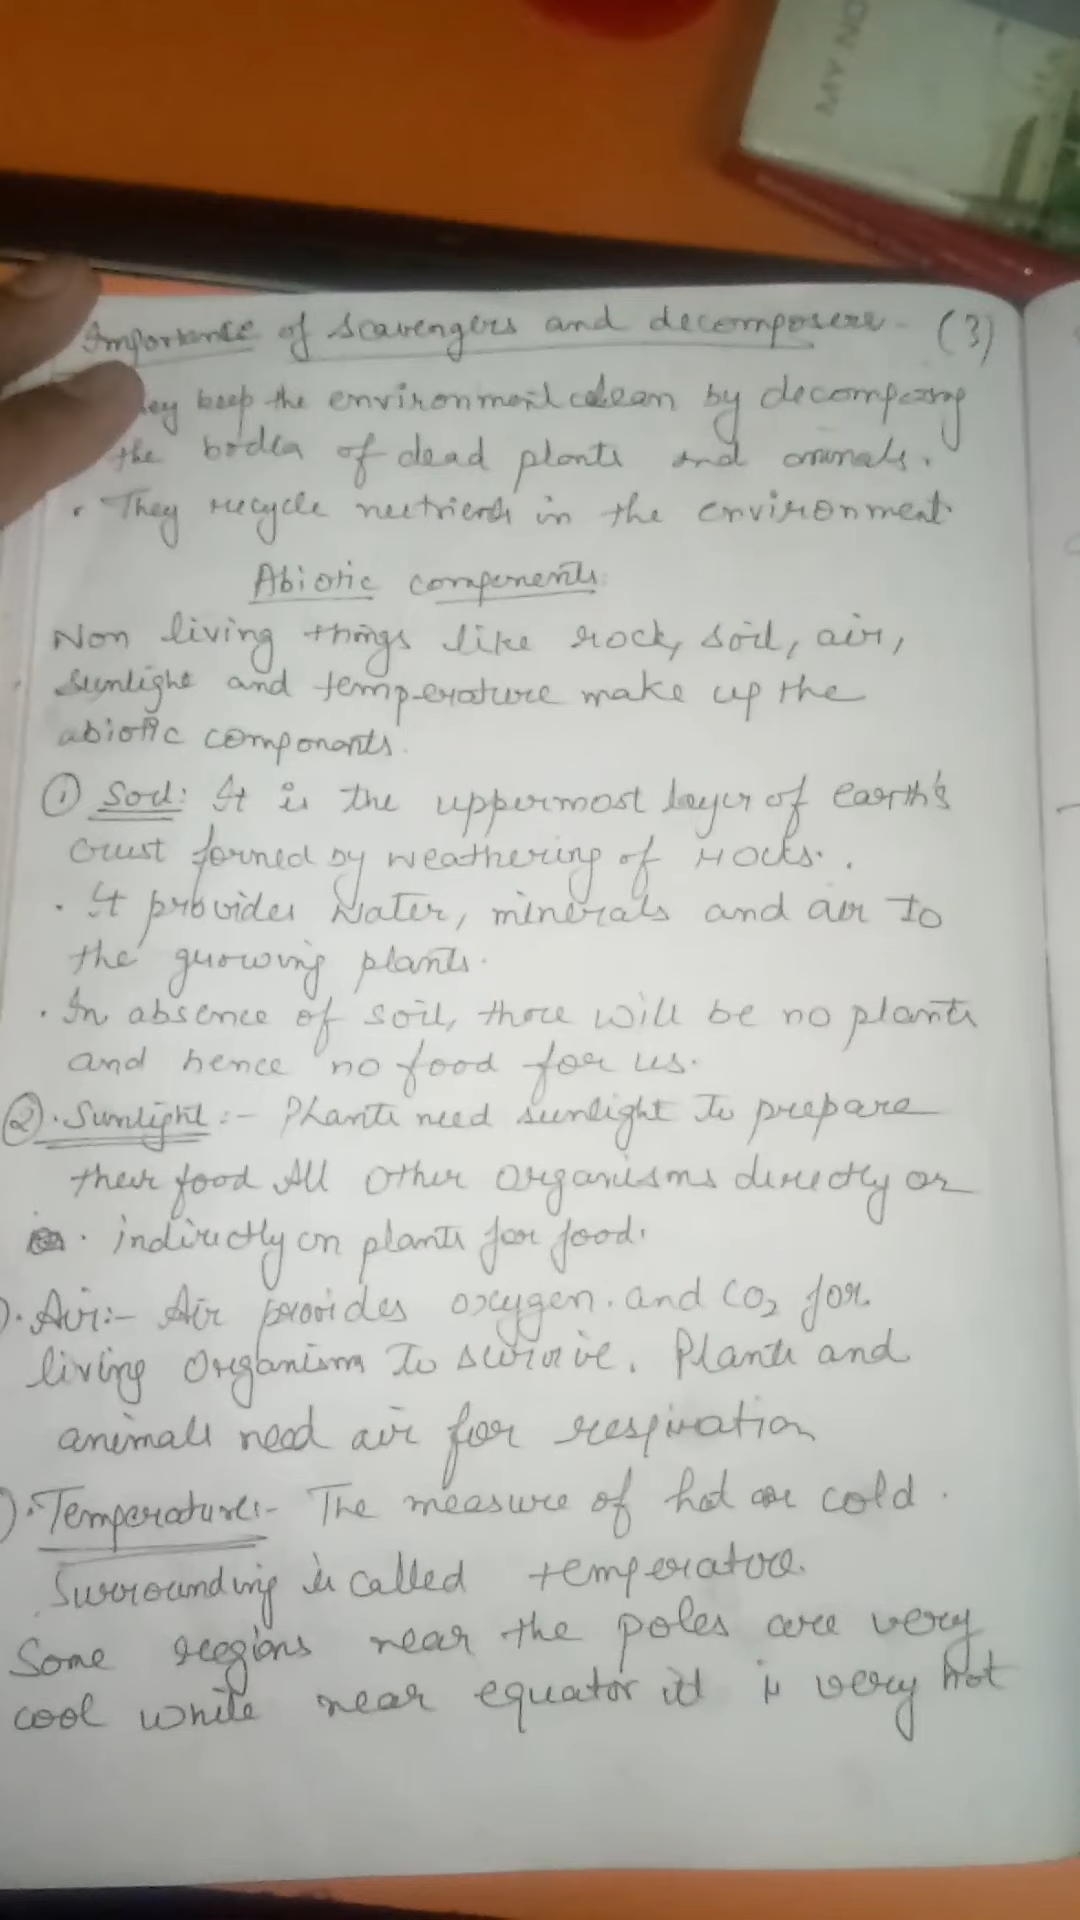 MY NO
Importance of scavengers and decomposers - (3)
hey keep the environment clean by decomposing
the bodea of dead plants and animals.
• They recycle nutrients in the environment
Abiotic components
Non living things like rock, soil, air,
sunlight and temperature make up the
abiotic components.
① Soil: It is the uppermost layer of earth's
crust formed by weathering of rocks.
• It provides water, minerals and air to
the growing plants.
• In absence of soil, there will be no plants
and hence no food for us.
②. Sunlight :- Plants need sunlight to prepare
their food All other organisms directly or
indirectly on plants for food.
). Air:- Air provides oxygen. and CO₂ for
living organism to survive. Plants and
animals need air for respiration
). Temperature:- The measure of hot or cold.
Surrounding is called temperatore.
Some regions near the poles are very
cool while near equator it is very hot